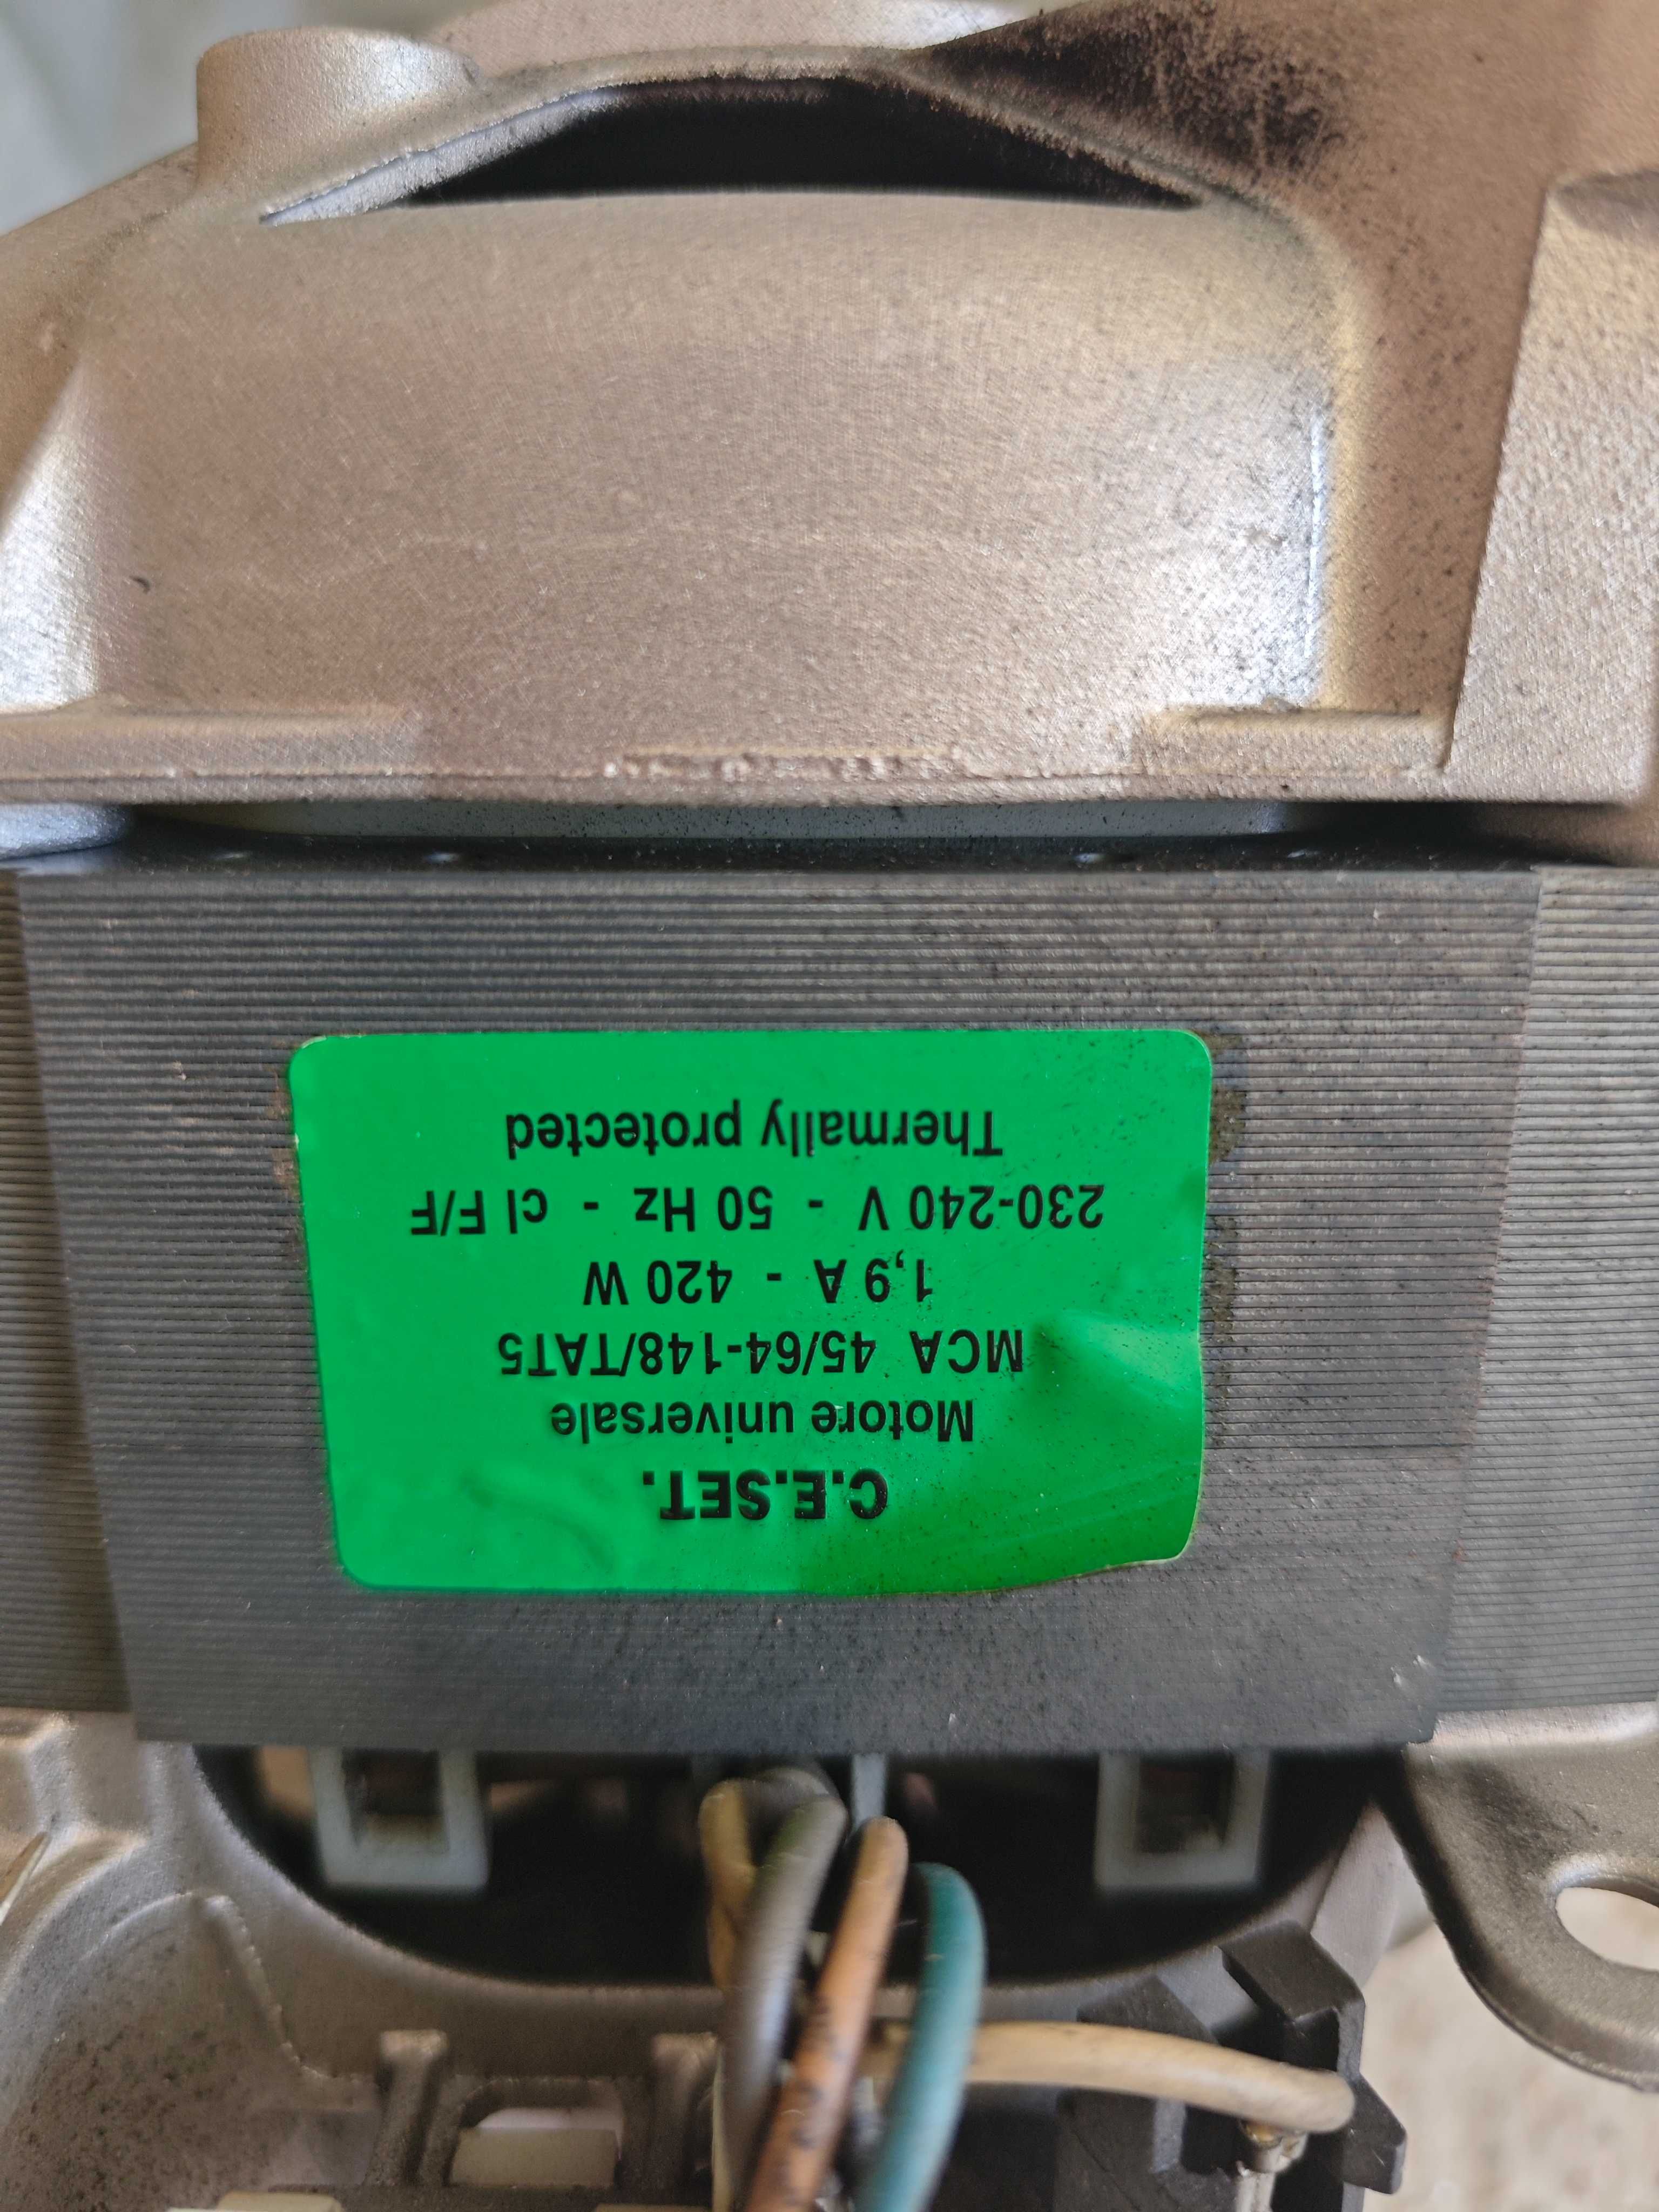 C.E.SET.
Motore universale
MCA 45/64-148/TAT5
1,9 A - 420 W
230-240 V - 50 Hz - cl F/F
Thermally protected